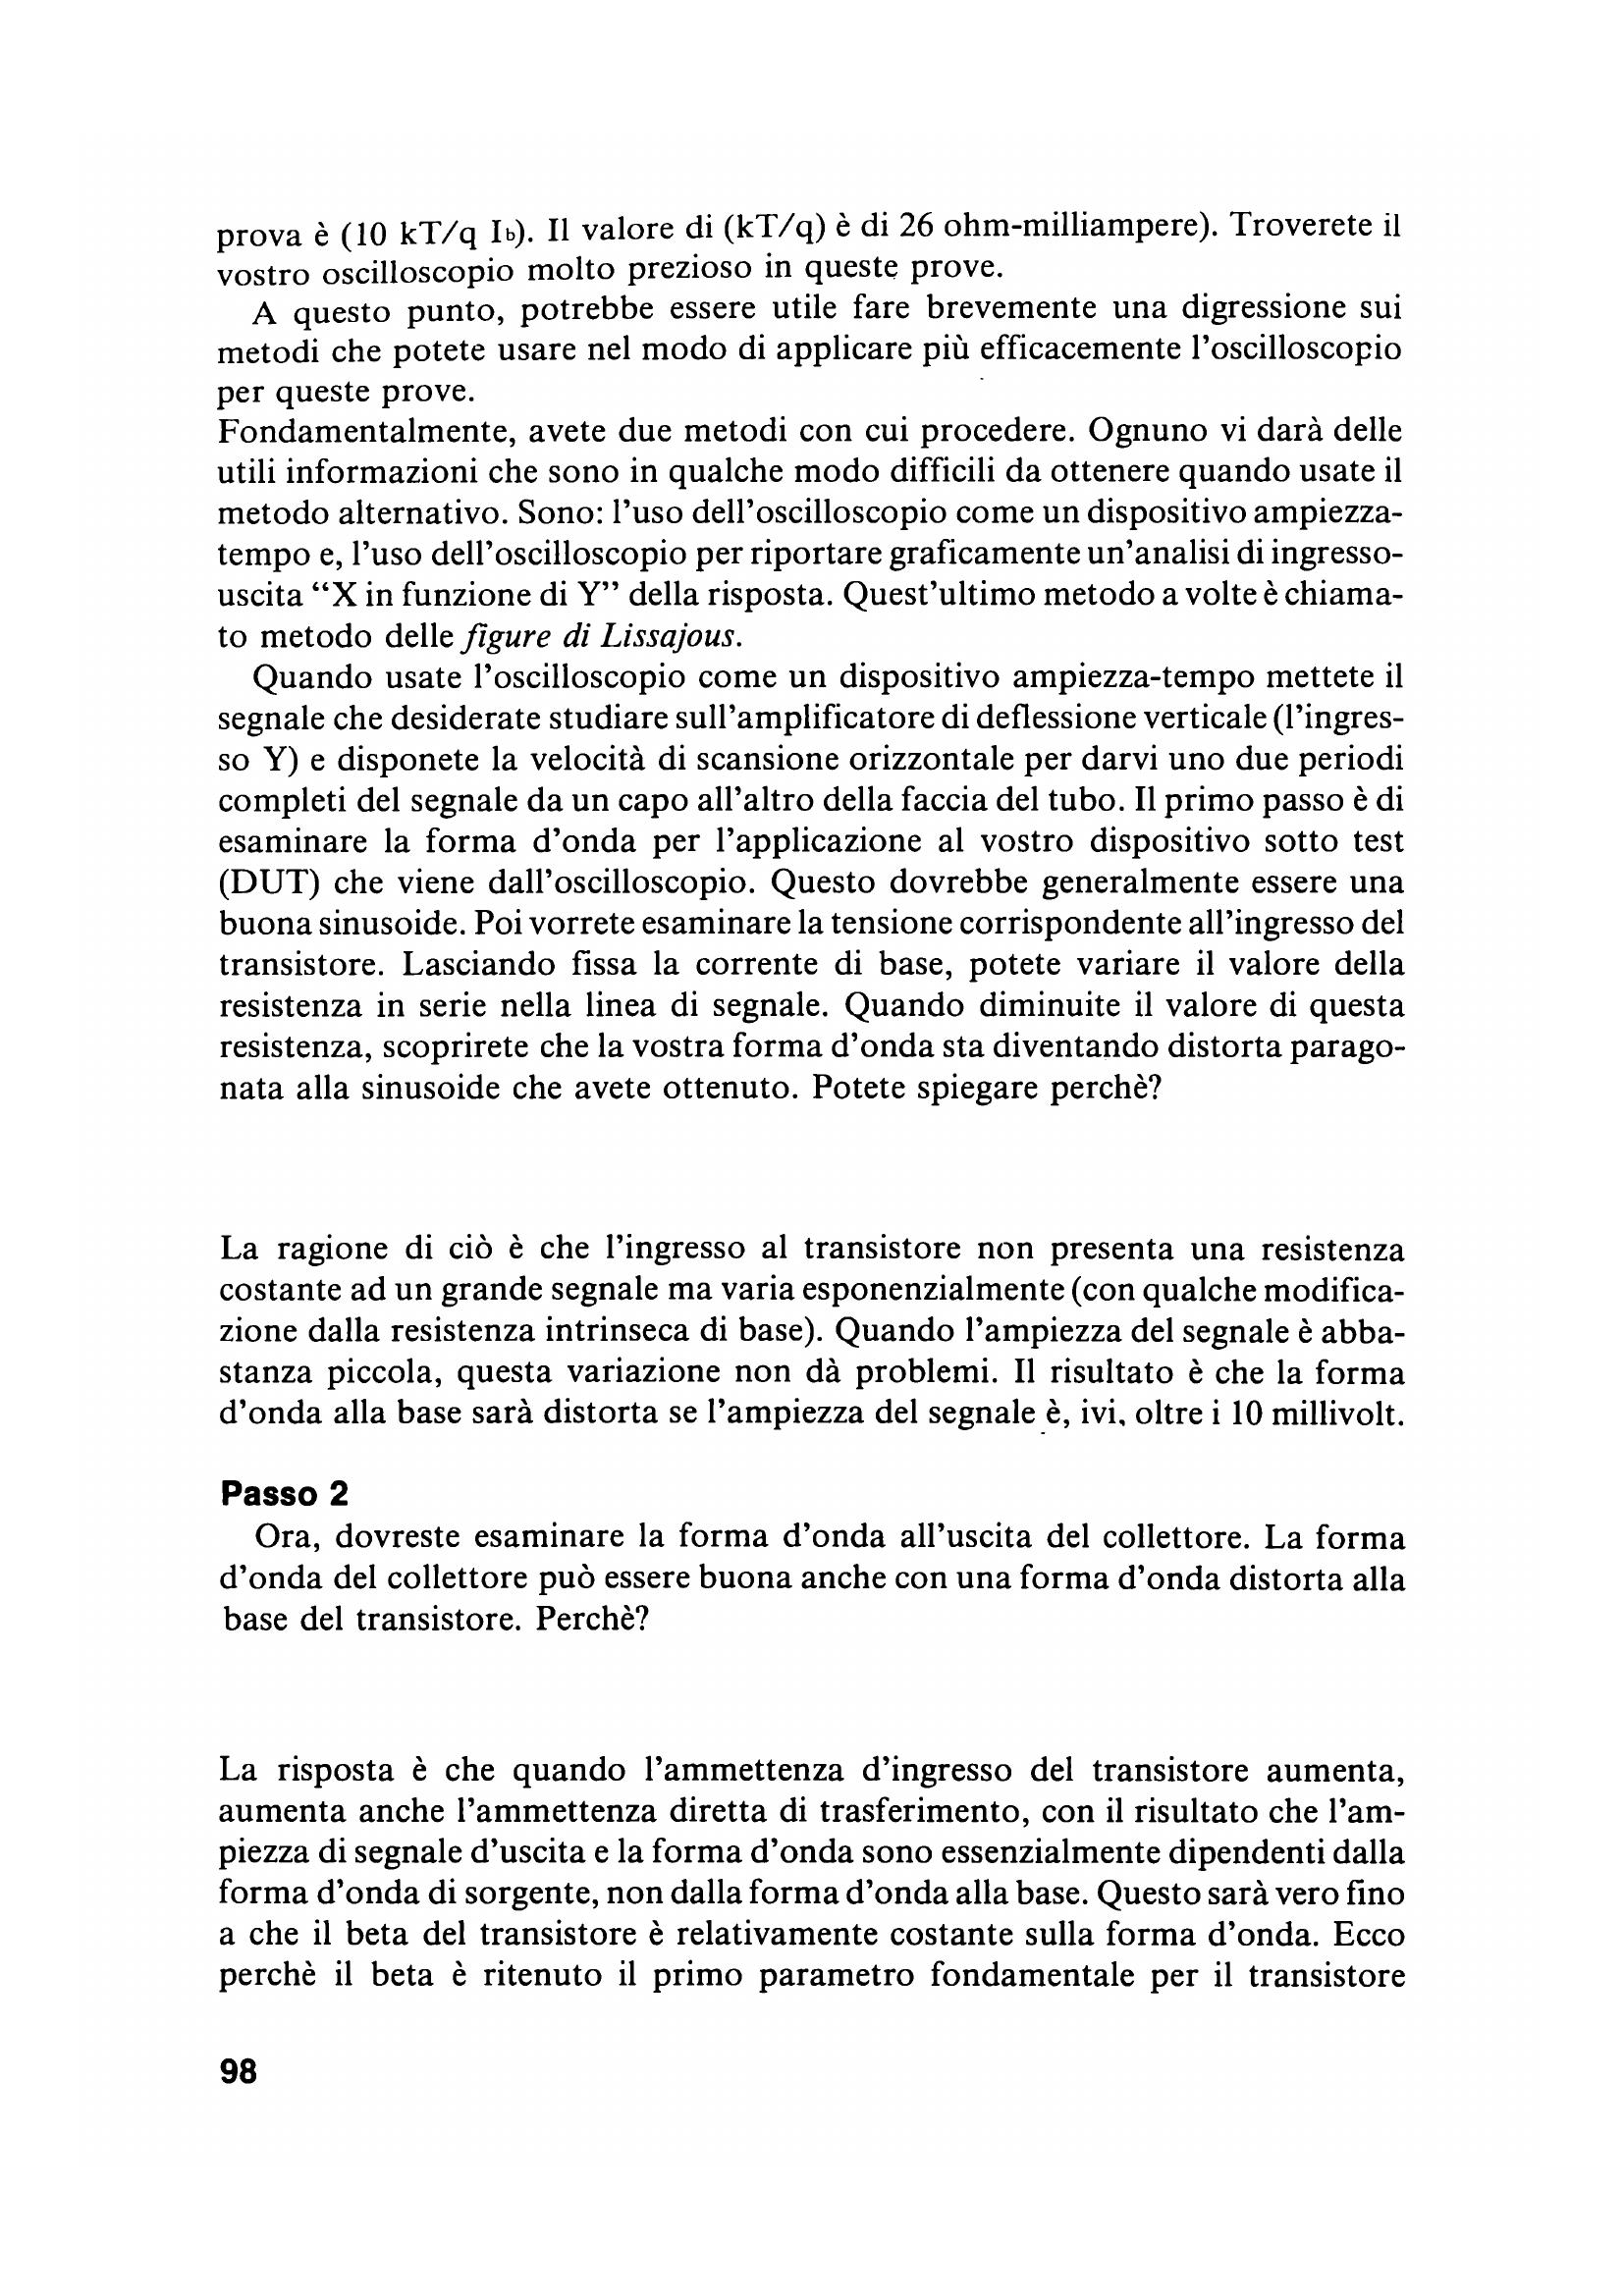 prova è (10 kT/q Ib). Il valore di (kT/q) è di 26 ohm-milliampere). Troverete il
vostro oscilloscopio molto prezioso in queste prove.
A questo punto, potrebbe essere utile fare brevemente una digressione sui
metodi che potete usare nel modo di applicare più efficacemente l'oscilloscopio
per queste prove.
Fondamentalmente, avete due metodi con cui procedere. Ognuno vi darà delle
utili informazioni che sono in qualche modo difficili da ottenere quando usate il
metodo alternativo. Sono: l'uso dell'oscilloscopio come un dispositivo ampiezza-
tempo e, l'uso dell'oscilloscopio per riportare graficamente un'analisi di ingresso-
uscita “X in funzione di Y” della risposta. Quest'ultimo metodo a volte è chiama-
to metodo delle figure di Lissajous.
Quando usate l'oscilloscopio come un dispositivo ampiezza-tempo mettete il
segnale che desiderate studiare sull'amplificatore di deflessione verticale (l'ingres-
so Y) e disponete la velocità di scansione orizzontale per darvi uno due periodi
completi del segnale da un capo all'altro della faccia del tubo. Il primo passo è di
esaminare la forma d'onda per l'applicazione al vostro dispositivo sotto test
(DUT) che viene dall'oscilloscopio. Questo dovrebbe generalmente essere una
buona sinusoide. Poi vorrete esaminare la tensione corrispondente all'ingresso del
transistore. Lasciando fissa la corrente di base, potete variare il valore della
resistenza in serie nella linea di segnale. Quando diminuite il valore di questa
resistenza, scoprirete che la vostra forma d'onda sta diventando distorta parago-
nata alla sinusoide che avete ottenuto. Potete spiegare perchè?
La ragione di ciò è che l'ingresso al transistore non presenta una resistenza
costante ad un grande segnale ma varia esponenzialmente (con qualche modifica-
zione dalla resistenza intrinseca di base). Quando l'ampiezza del segnale è abba-
stanza piccola, questa variazione non dà problemi. Il risultato è che la forma
d'onda alla base sarà distorta se l'ampiezza del segnale è, ivi, oltre i 10 millivolt.
Passo 2
Ora, dovreste esaminare la forma d'onda all'uscita del collettore. La forma
d'onda del collettore può essere buona anche con una forma d'onda distorta alla
base del transistore. Perchè?
La risposta è che quando l'ammettenza d'ingresso del transistore aumenta,
aumenta anche l'ammettenza diretta di trasferimento, con il risultato che l'am-
piezza di segnale d'uscita e la forma d'onda sono essenzialmente dipendenti dalla
forma d'onda di sorgente, non dalla forma d'onda alla base. Questo sarà vero fino
a che il beta del transistore è relativamente costante sulla forma d'onda. Ecco
perchè il beta è ritenuto il primo parametro fondamentale per il transistore
98